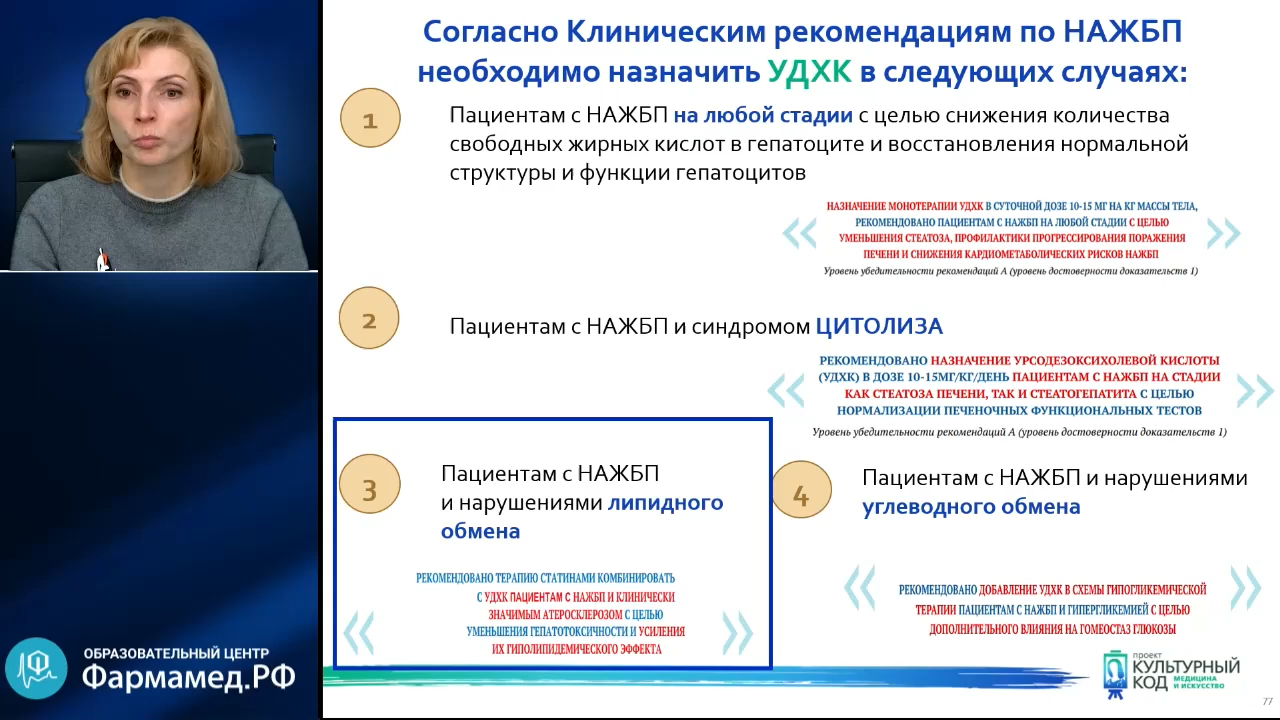 Согласно Клиническим рекомендациям по НАЖБП
необходимо назначить УДХК в следующих случаях:
1
Пациентам с НАЖБП на любой стадии с целью снижения количества
свободных жирных кислот в гепатоците и восстановления нормальной
структуры и функции гепатоцитов
НАЗНАЧЕНИЕ МОНОТЕРАПИИ УДХК В СУТОЧНОЙ ДОЗЕ 10-15 МГ НА КГ МАССЫ ТЕЛА,
РЕКОМЕНДОВАНО ПАЦИЕНТАМ С НАЖБП НА ЛЮБОЙ СТАДИИ С ЦЕЛЬЮ
УМЕНЬШЕНИЯ СТЕАТОЗА, ПРОФИЛАКТИКИ ПРОГРЕССИРОВАНИЯ ПОРАЖЕНИЯ
ПЕЧЕНИ И СНИЖЕНИЯ КАРДИОМЕТАБОЛИЧЕСКИХ РИСКОВ НАЖБП
Уровень убедительности рекомендаций А (уровень достоверности доказательств 1)
2
Пациентам с НАЖБП и синдромом ЦИТОЛИЗА
РЕКОМЕНДОВАНО НАЗНАЧЕНИЕ УРСОДЕЗОКСИХОЛЕВОЙ КИСЛОТЫ
(УДХК) В ДОЗЕ 10-15МГ/КГ/ДЕНЬ ПАЦИЕНТАМ С НАЖБП НА СТАДИИ
КАК СТЕАТОЗА ПЕЧЕНИ, ТАК И СТЕАТОГЕПАТИТА С ЦЕЛЬЮ
НОРМАЛИЗАЦИИ ПЕЧЕНОЧНЫХ ФУНКЦИОНАЛЬНЫХ ТЕСТОВ
Уровень убедительности рекомендаций А (уровень достоверности доказательств 1)
3
Пациентам с НАЖБП
и нарушениями липидного
обмена
РЕКОМЕНДОВАНО ТЕРАПИЮ СТАТИНАМИ КОМБИНИРОВАТЬ
С УДХК ПАЦИЕНТАМ С НАЖБП И КЛИНИЧЕСКИ
ЗНАЧИМЫМ АТЕРОСКЛЕРОЗОМ С ЦЕЛЬЮ
УМЕНЬШЕНИЯ ГЕПАТОТОКСИЧНОСТИ И УСИЛЕНИЯ
ИХ ГИПОЛИПИДЕМИЧЕСКОГО ЭФФЕКТА
4
Пациентам с НАЖБП и нарушениями
углеводного обмена
РЕКОМЕНДОВАНО ДОБАВЛЕНИЕ УДХК В СХЕМЫ ГИПОГЛИКЕМИЧЕСКОЙ
ТЕРАПИИ ПАЦИЕНТАМ С НАЖБП И ГИПЕРГЛИКЕМИЕЙ С ЦЕЛЬЮ
ДОПОЛНИТЕЛЬНОГО ВЛИЯНИЯ НА ГОМЕОСТАЗ ГЛЮКОЗЫ
ОБРАЗОВАТЕЛЬНЫЙ ЦЕНТР
Фармамед.РФ
проект
КУЛЬТУРНЫЙ
КОД
МЕДИЦИНА
И ИСКУССТВО
77